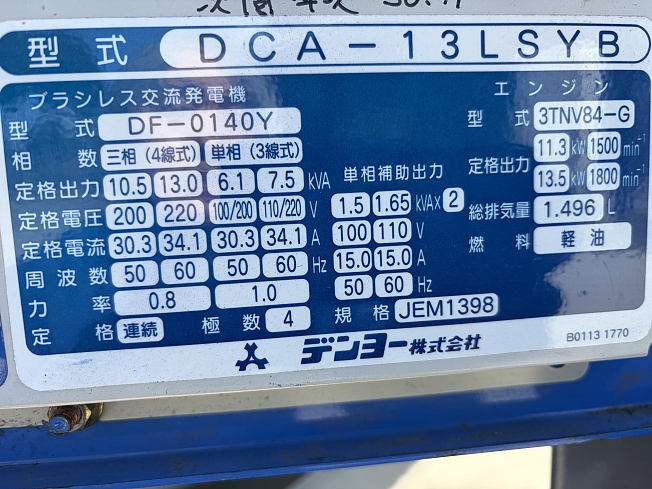 型式 DCA-13LSYB
ブラシレス交流発電機
エンジン
型式 DF-0140Y
型式 3TNV84-G
相数 三相(4線式) 単相(3線式)
定格出力 10.5 13.0 6.1 7.5 kVA
定格電圧 200 220 100/200 110/220 V
定格電流 30.3 34.1 30.3 34.1 A
周波数 50 60 50 60 Hz
力率 0.8 1.0
定格 連続 極数 4 規格 JEM1398
単相補助出力
1.5 1.65 kVA×2
100 110 V
15.0 15.0 A
50 60 Hz
定格出力 11.3 kW 1500 min⁻¹
13.5 kW 1800 min⁻¹
総排気量 1.496 L
燃料 軽油
デンヨー株式会社
B0113 1770